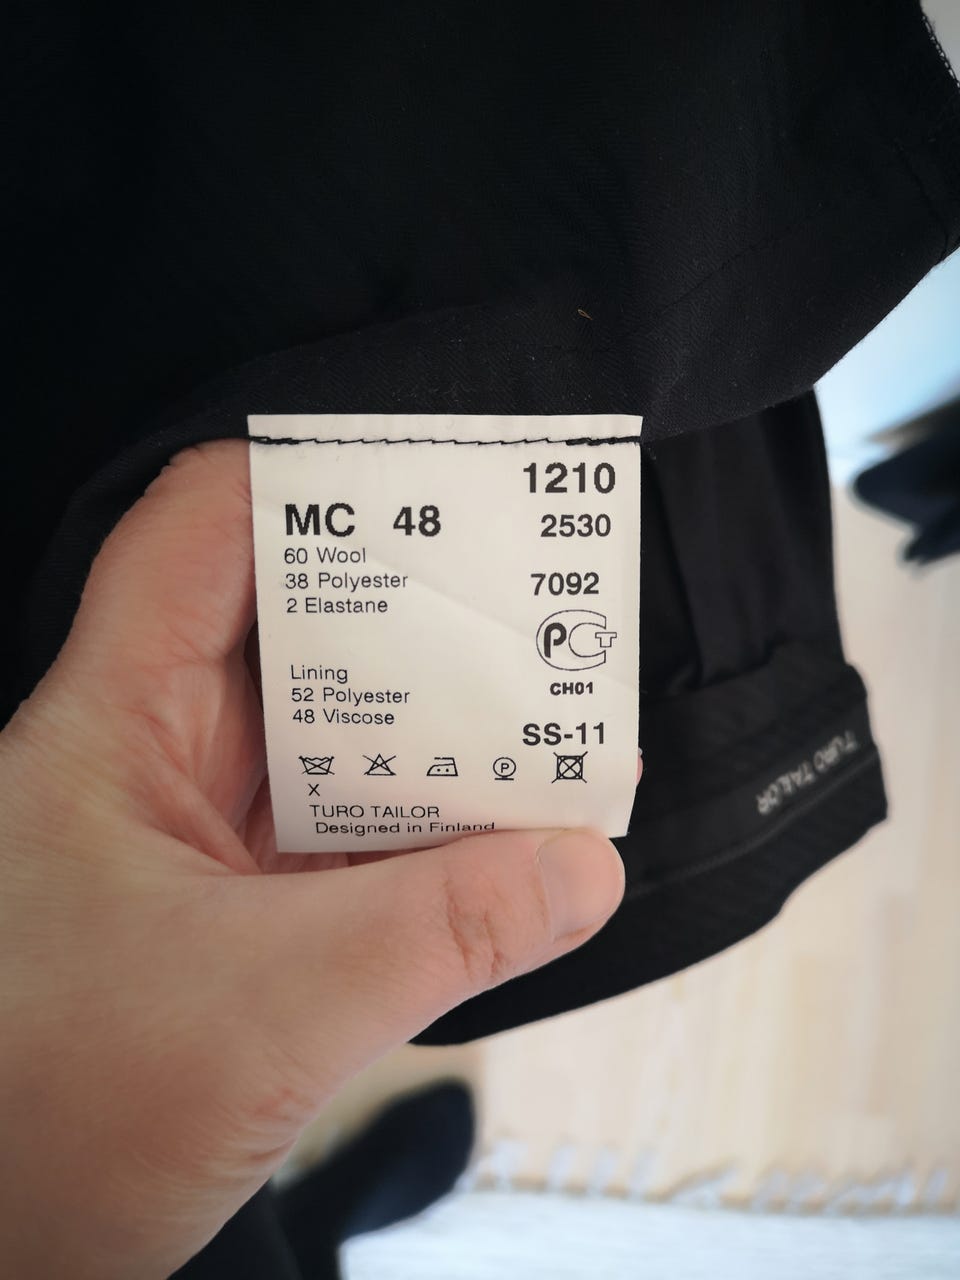 1210
MC 48
2530
60 Wool
38 Polyester
7092
2 Elastane
PCT
CH01
Lining
52 Polyester
48 Viscose
SS-11
P
X
TURO TAILOR
Designed in Finland
TURO TAILOR